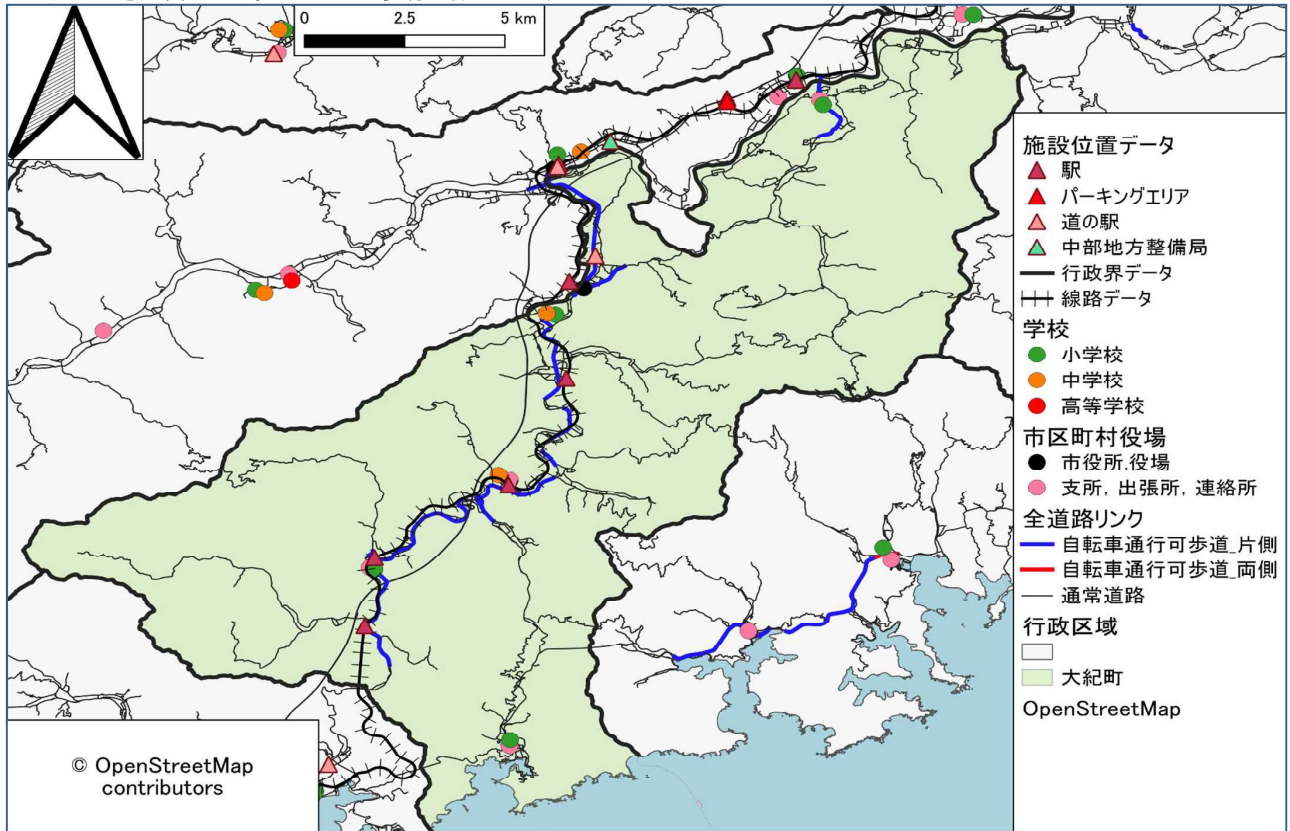 0 2.5 5 km
施設位置データ
駅
パーキングエリア
道の駅
中部地方整備局
行政界データ
線路データ
学校
小学校
中学校
高等学校
市区町村役場
市役所,役場
支所, 出張所, 連絡所
全道路リンク
自転車通行可歩道_片側
自転車通行可歩道_両側
通常道路
行政区域
大紀町
OpenStreetMap
© OpenStreetMap
contributors